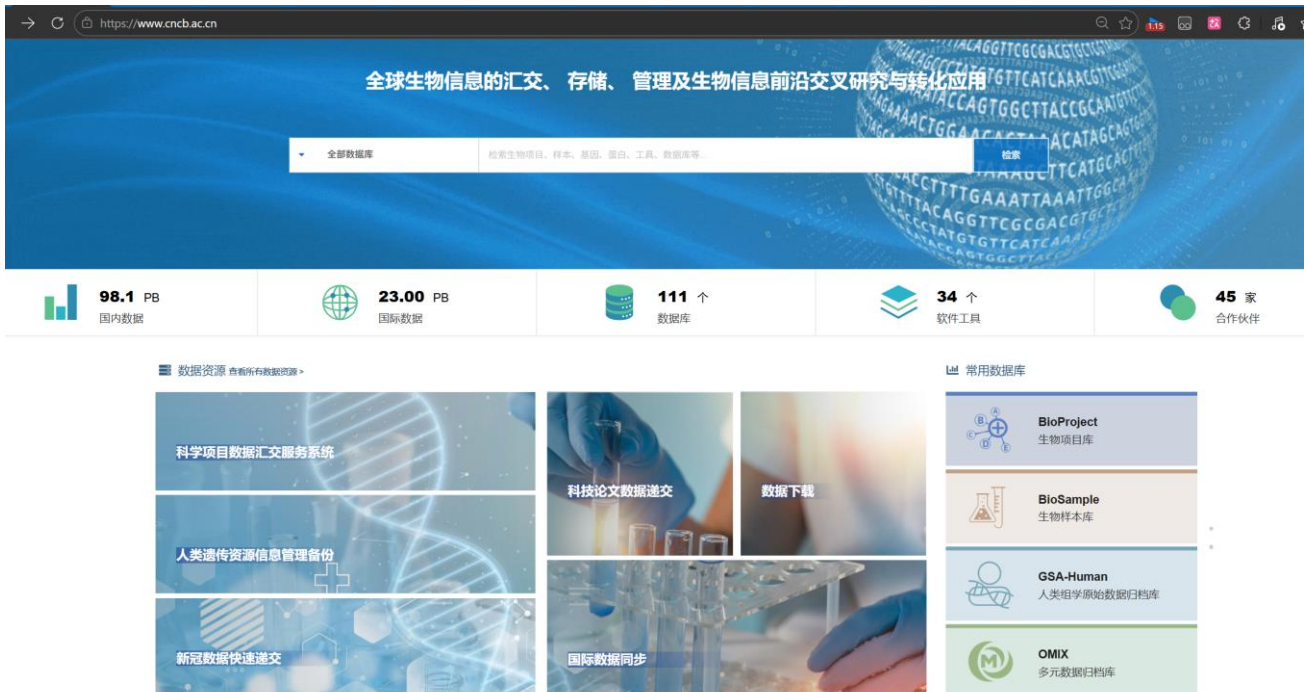 https://www.cncb.ac.cn
1.15
全球生物信息的汇交、 存储、 管理及生物信息前沿交叉研究与转化应用
全部数据库
检索生物项目、样本、基因、蛋白、工具、数据库等...
检索
98.1 PB
国内数据
23.00 PB
国际数据
111 个
数据库
34 个
软件工具
45 家
合作伙伴
数据资源 查看所有数据资源 >
科学项目数据汇交服务系统
人类遗传资源信息管理备份
新冠数据快速递交
科技论文数据递交
数据下载
国际数据同步
常用数据库
BioProject
生物项目库
BioSample
生物样本库
GSA-Human
人类组学原始数据归档库
OMIX
多元数据归档库